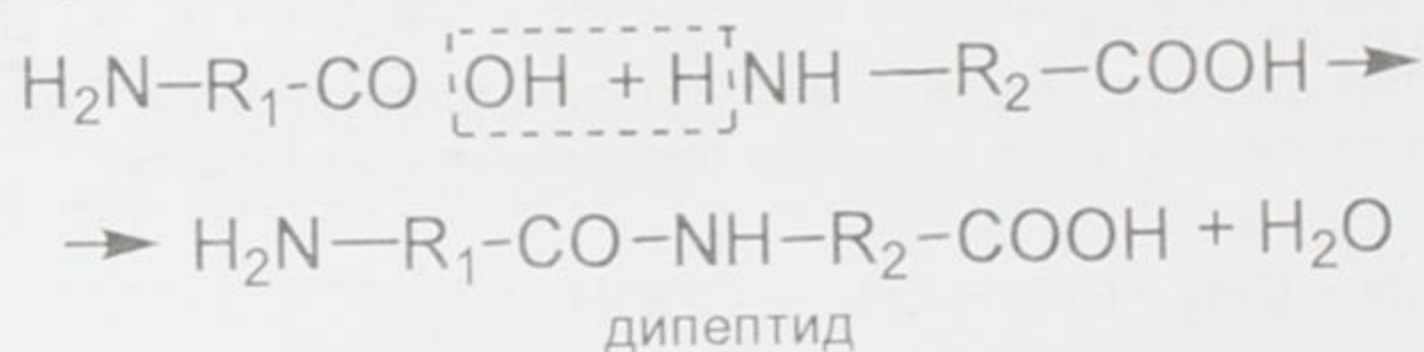 H₂N—R₁-CO OH + H NH —R₂—COOH →
→ H₂N—R₁-CO—NH—R₂—COOH + H₂O
дипептид